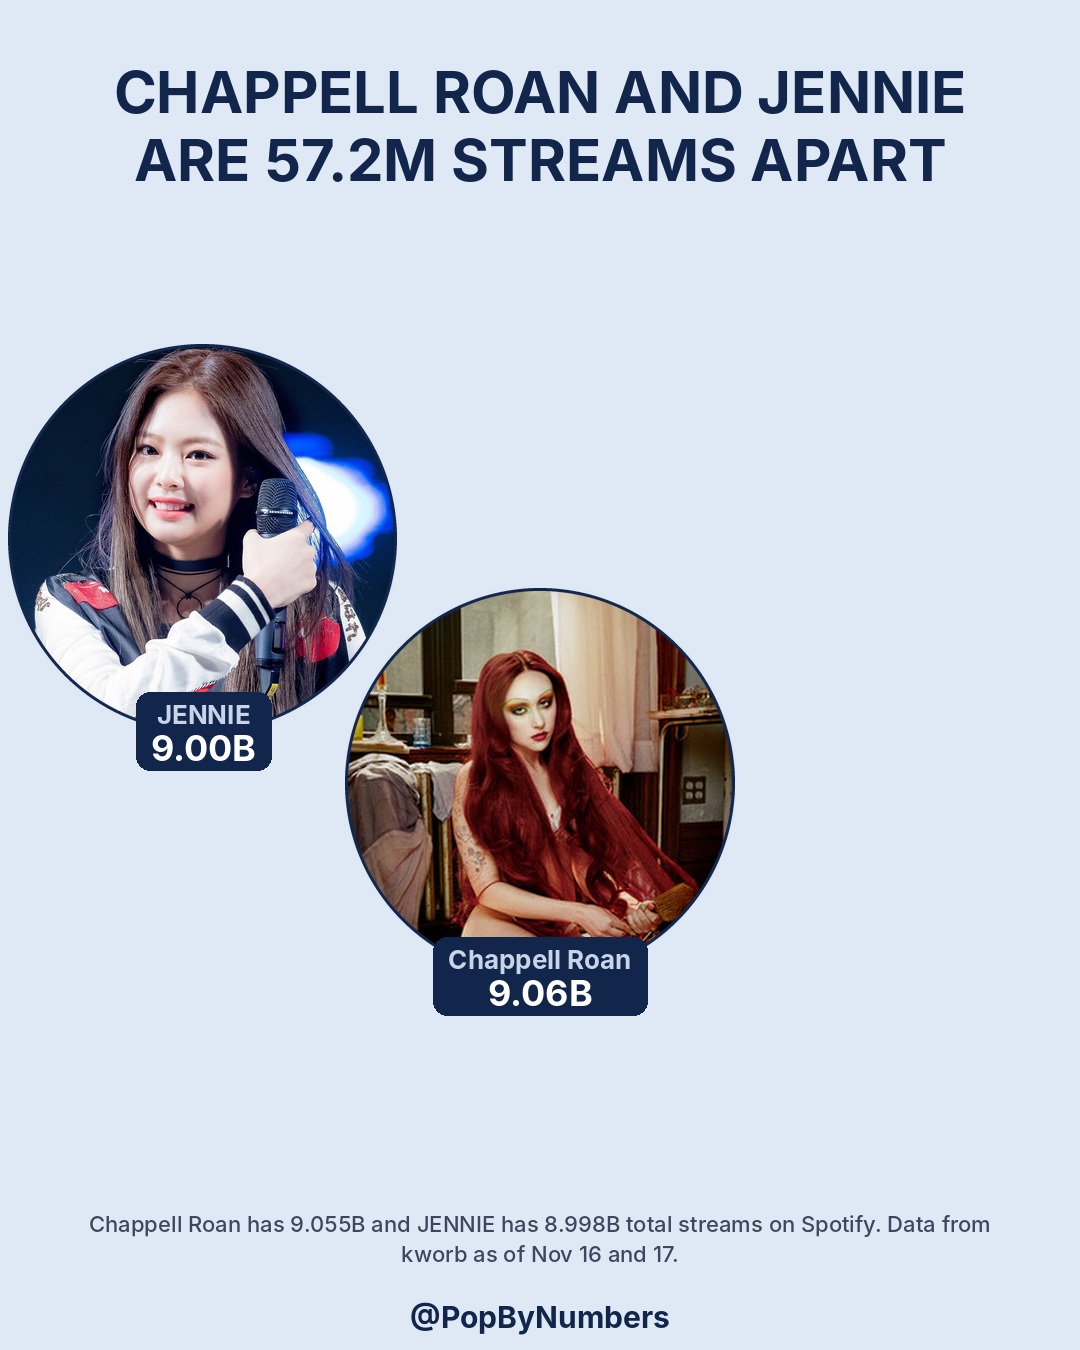 CHAPPELL ROAN AND JENNIE
ARE 57.2M STREAMS APART
JENNIE
9.00B
Chappell Roan
9.06B
Chappell Roan has 9.055B and JENNIE has 8.998B total streams on Spotify. Data from
kworb as of Nov 16 and 17.
@PopByNumbers